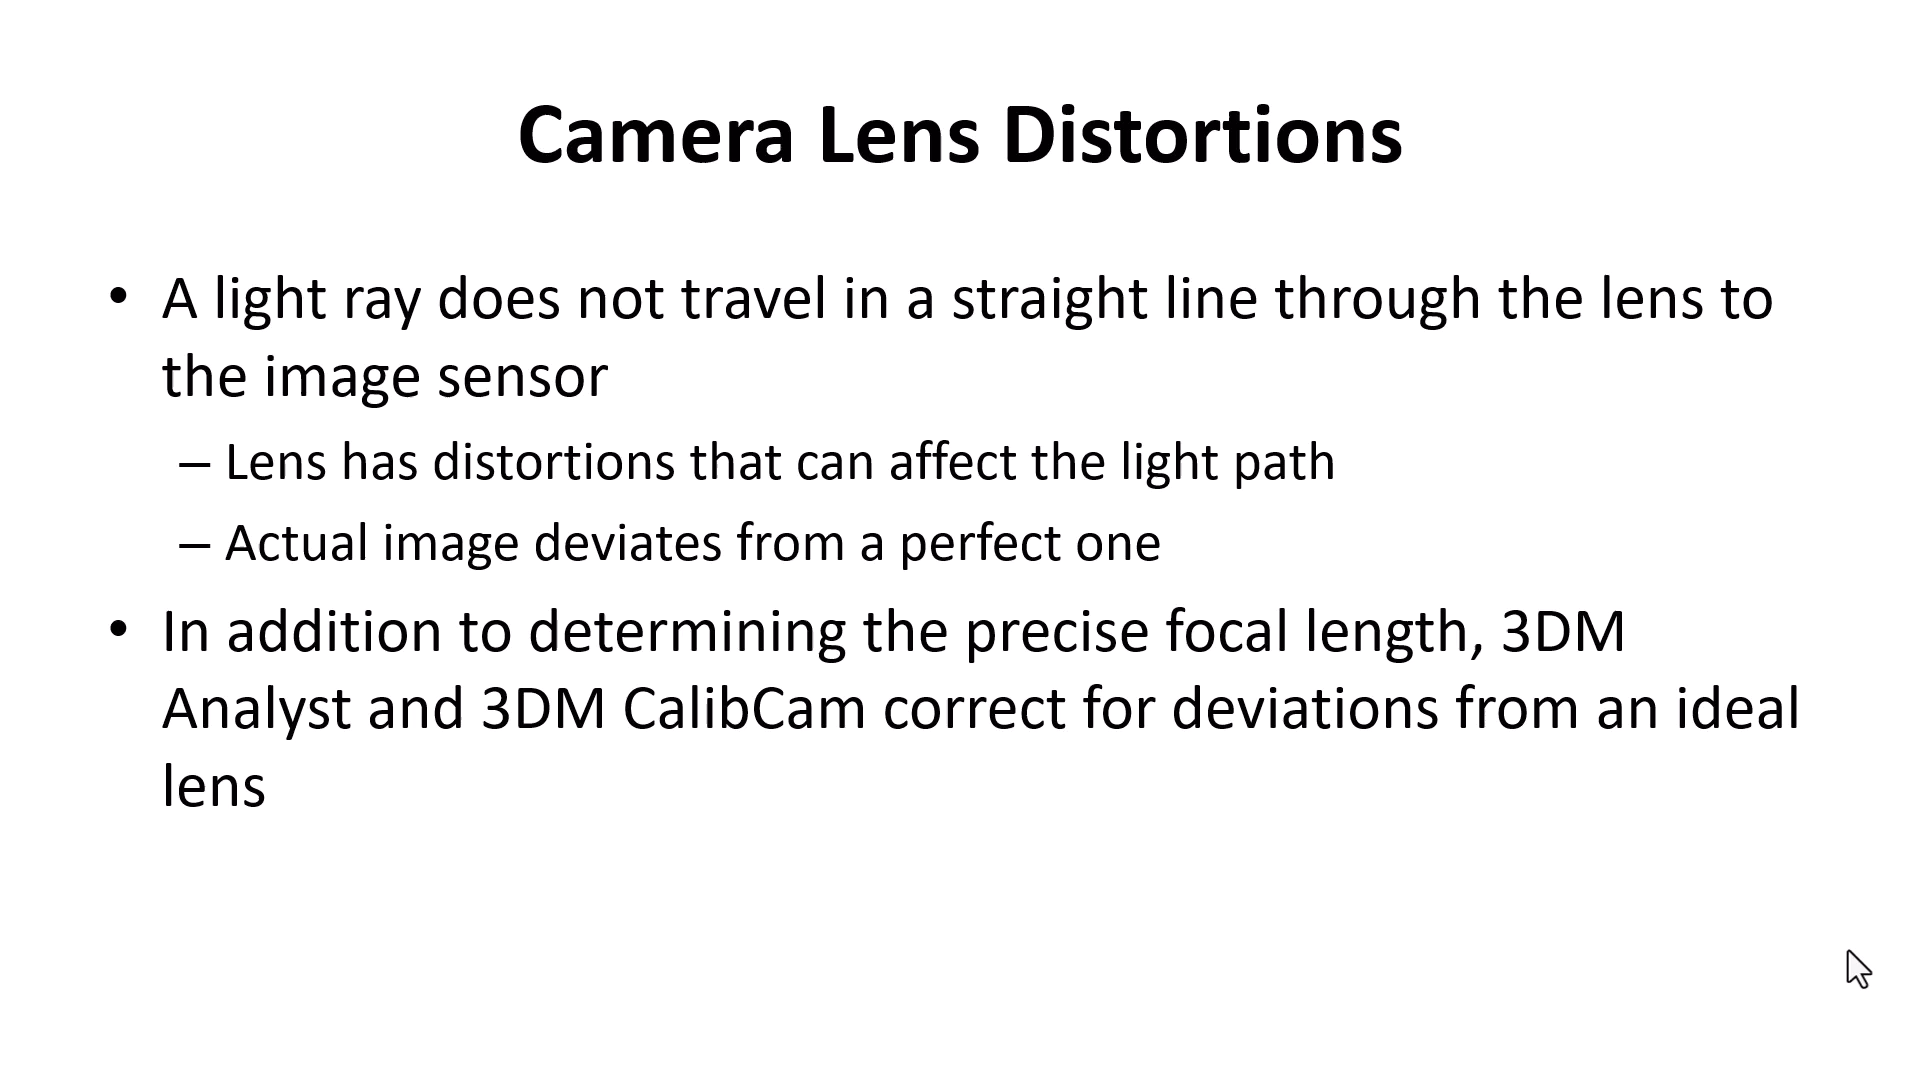 Camera Lens Distortions
• A light ray does not travel in a straight line through the lens to
the image sensor
– Lens has distortions that can affect the light path
– Actual image deviates from a perfect one
• In addition to determining the precise focal length, 3DM
Analyst and 3DM CalibCam correct for deviations from an ideal
lens